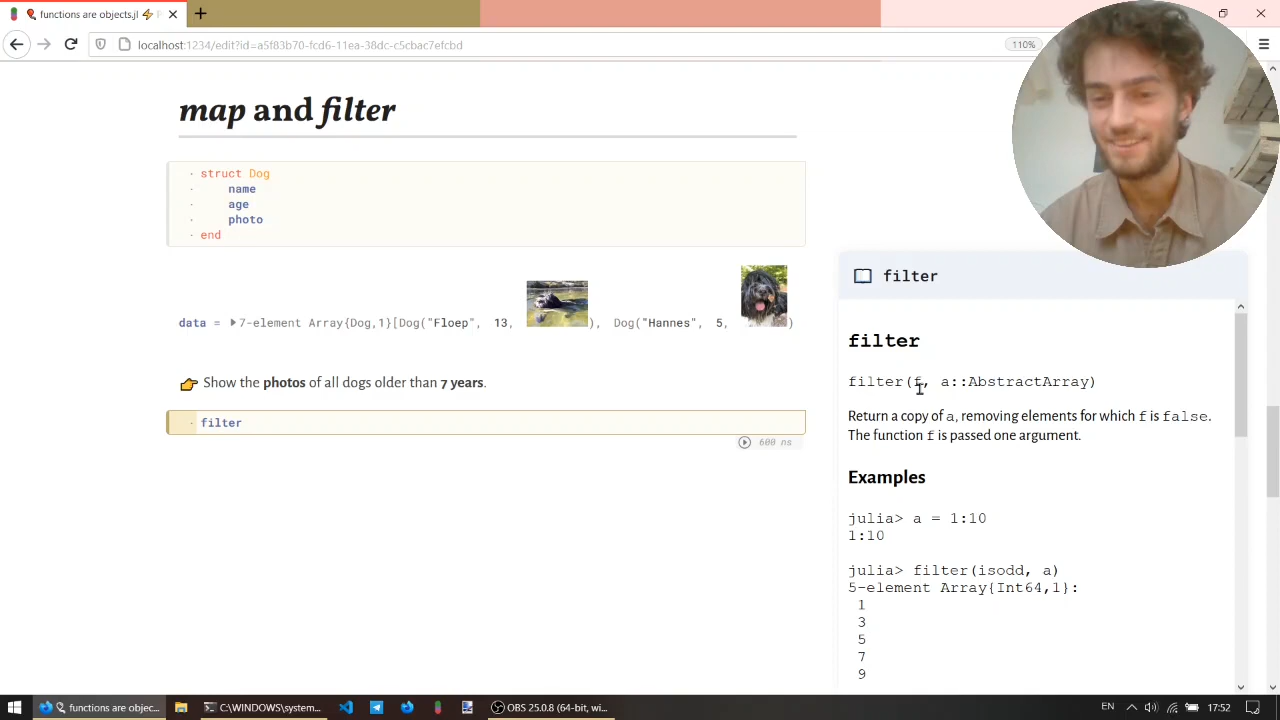 functions are objects.jl ⚡ P
localhost:1234/edit?id=a5f83b70-fcd6-11ea-38dc-c5cbac7efcbd
110%
map and filter
struct Dog
name
age
photo
end
data = ▶7-element Array{Dog,1}[Dog("Floep", 13, ), Dog("Hannes", 5, )
👉 Show the photos of all dogs older than 7 years.
filter
600 ns
filter
filter
filter(f, a::AbstractArray)
Return a copy of a, removing elements for which f is false.
The function f is passed one argument.
Examples
julia> a = 1:10
1:10
julia> filter(isodd, a)
5-element Array{Int64,1}:
1
3
5
7
9
functions are objec...
C:\WINDOWS\system...
OBS 25.0.8 (64-bit, wi...
EN
17:52